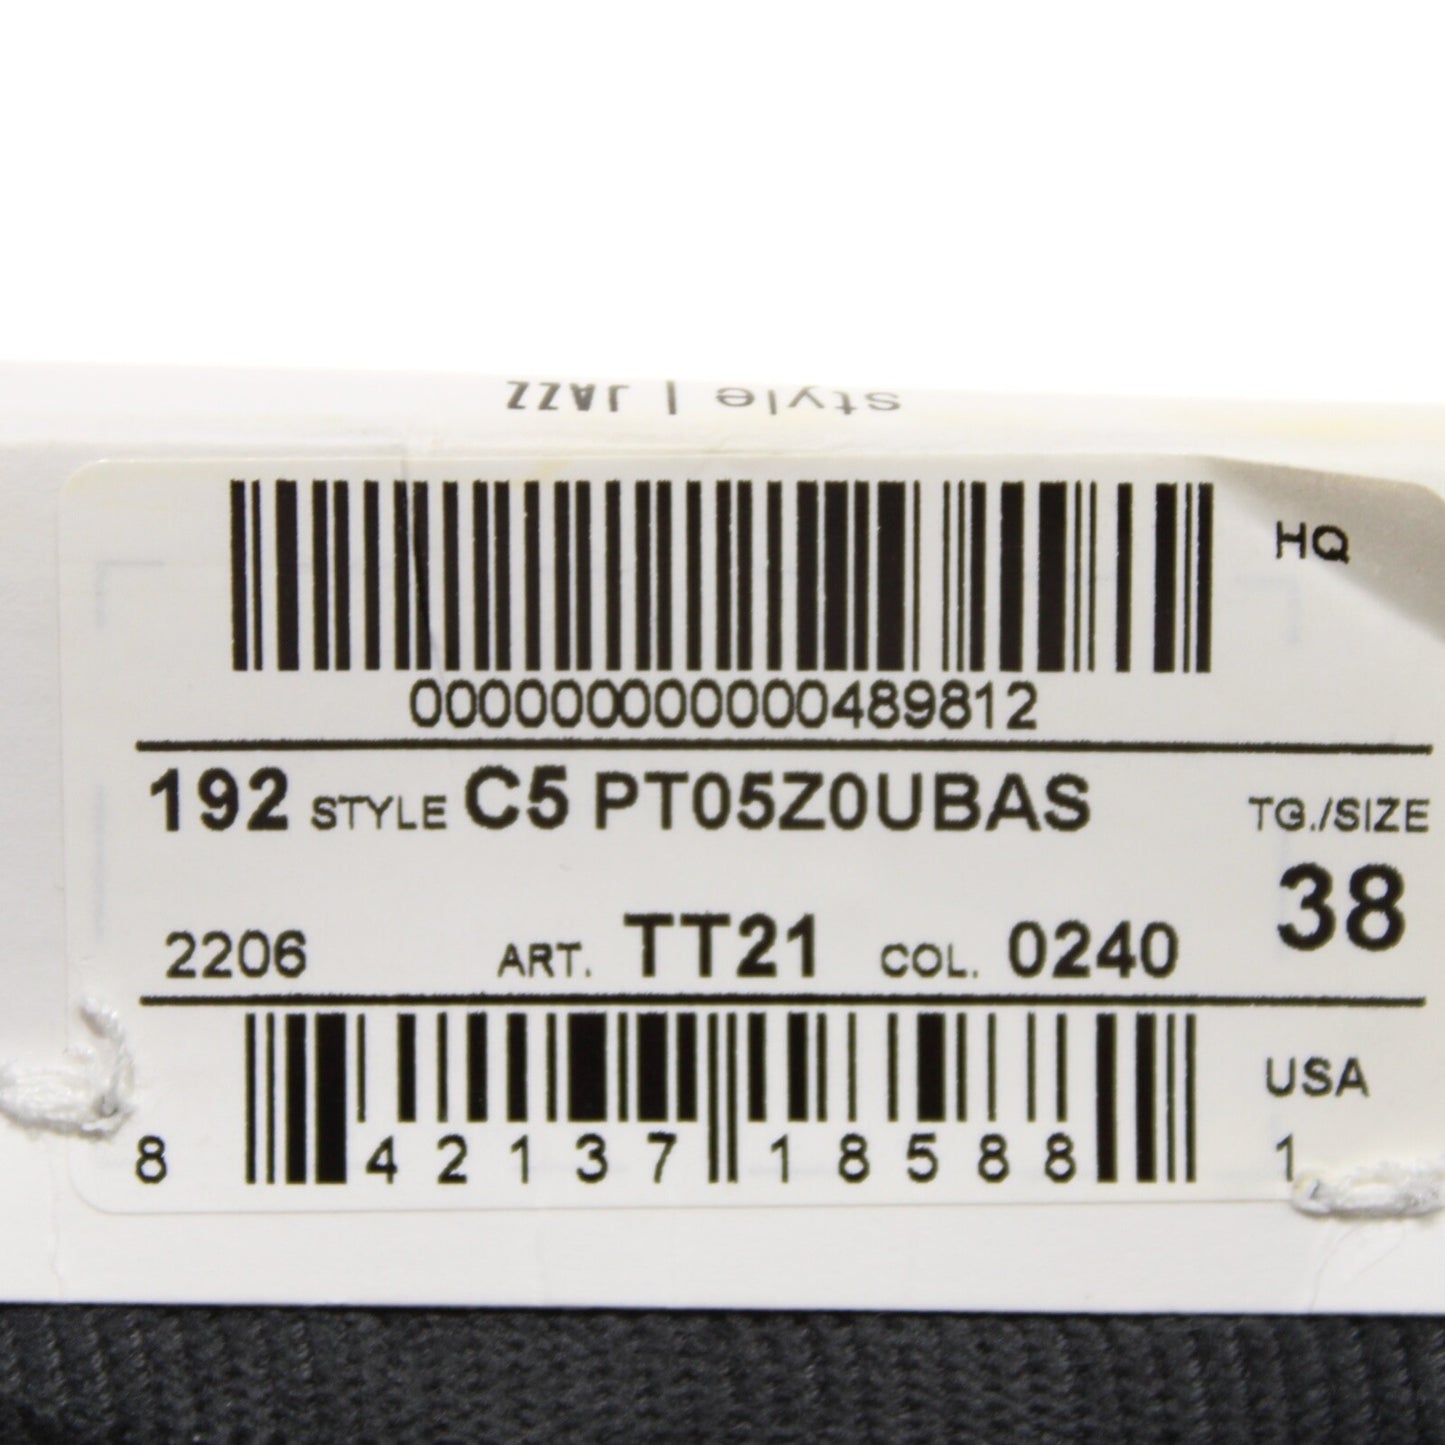 style | JAZZ
HQ
000000000000489812
192 STYLE C5 PT05Z0UBAS TG./SIZE
38
2206 ART. TT21 COL. 0240
USA
8 42137 18588 1